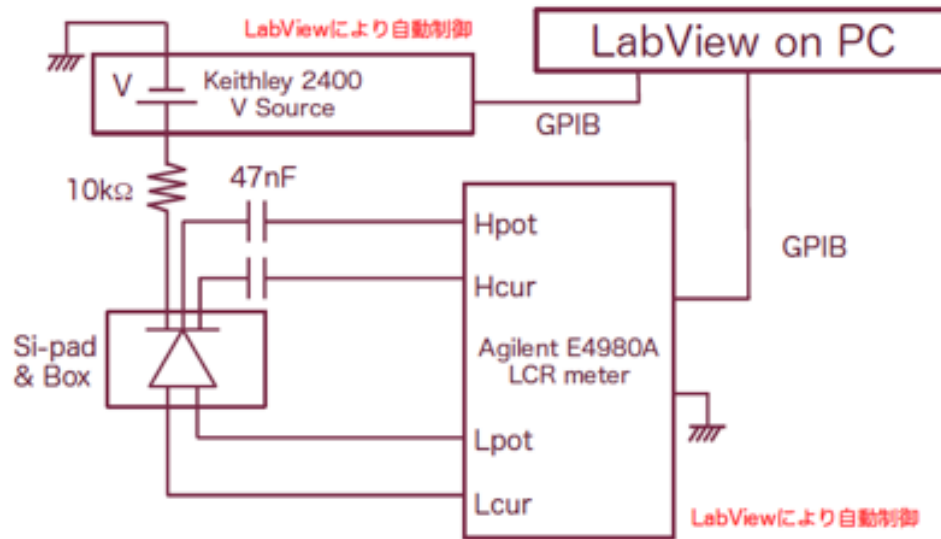 LabViewにより自動制御
LabView on PC
V
Keithley 2400
V Source
GPIB
10kΩ
47nF
Hpot
GPIB
Hcur
Si-pad
& Box
Agilent E4980A
LCR meter
Lpot
Lcur
LabViewにより自動制御